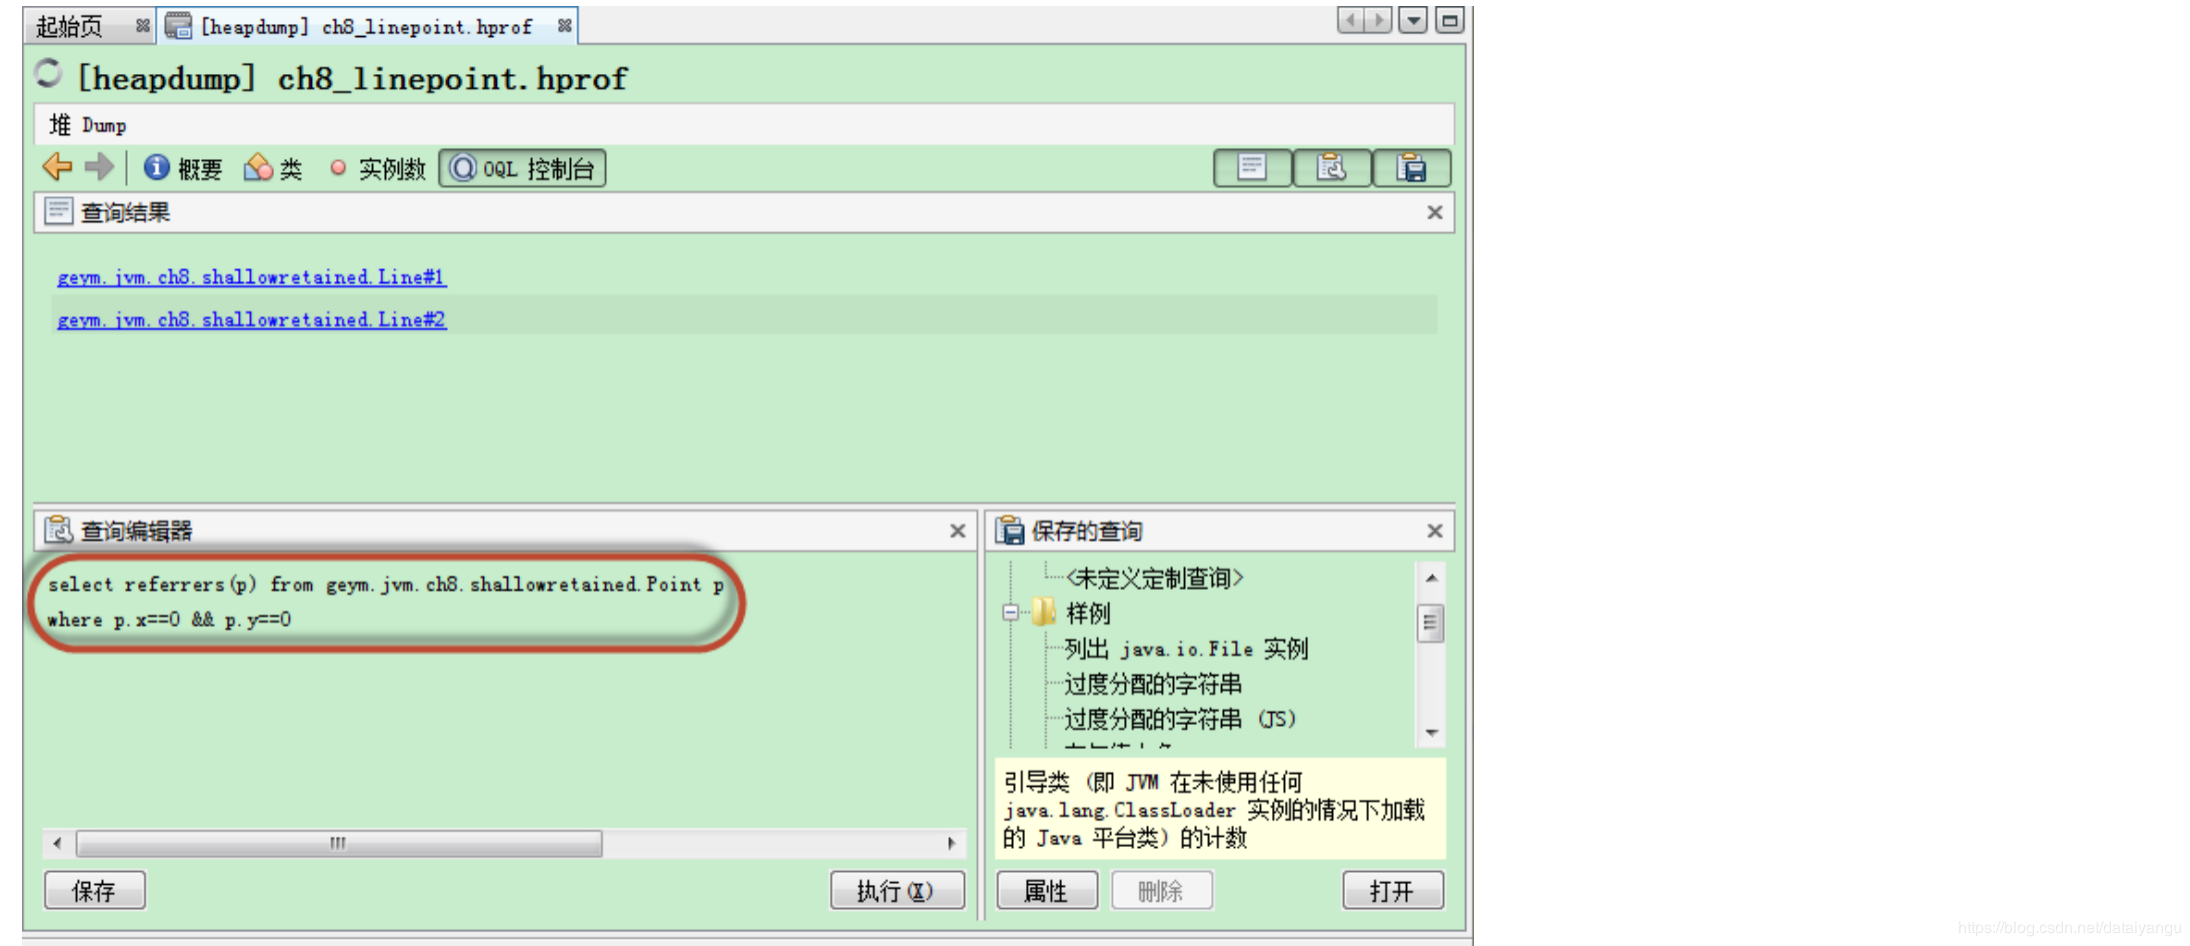 起始页
[heapdump] ch8_linepoint.hprof
[heapdump] ch8_linepoint.hprof
堆 Dump
概要 类 实例数 OQL 控制台
查询结果
geym.jvm.ch8.shallowretained.Line#1
geym.jvm.ch8.shallowretained.Line#2
查询编辑器
select referrers(p) from geym.jvm.ch8.shallowretained.Point p
where p.x==0 && p.y==0
保存
执行(X)
保存的查询
<未定义定制查询>
样例
列出 java.io.File 实例
过度分配的字符串
过度分配的字符串 (JS)
引导类 (即 JVM 在未使用任何
java.lang.ClassLoader 实例的情况下加载
的 Java 平台类) 的计数
属性
删除
打开
https://blog.csdn.net/dataiyangu